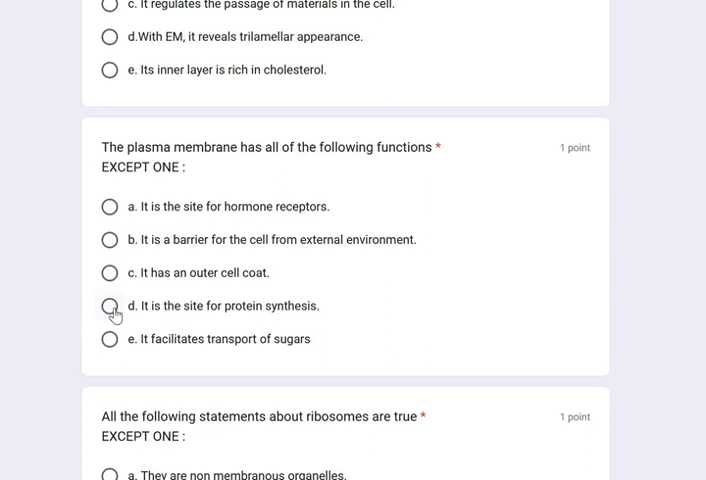 c. It regulates the passage of materials in the cell.
d.With EM, it reveals trilamellar appearance.
e. Its inner layer is rich in cholesterol.
The plasma membrane has all of the following functions * 1 point
EXCEPT ONE :
a. It is the site for hormone receptors.
b. It is a barrier for the cell from external environment.
c. It has an outer cell coat.
d. It is the site for protein synthesis.
e. It facilitates transport of sugars
All the following statements about ribosomes are true * 1 point
EXCEPT ONE :
a. They are non membranous organelles.